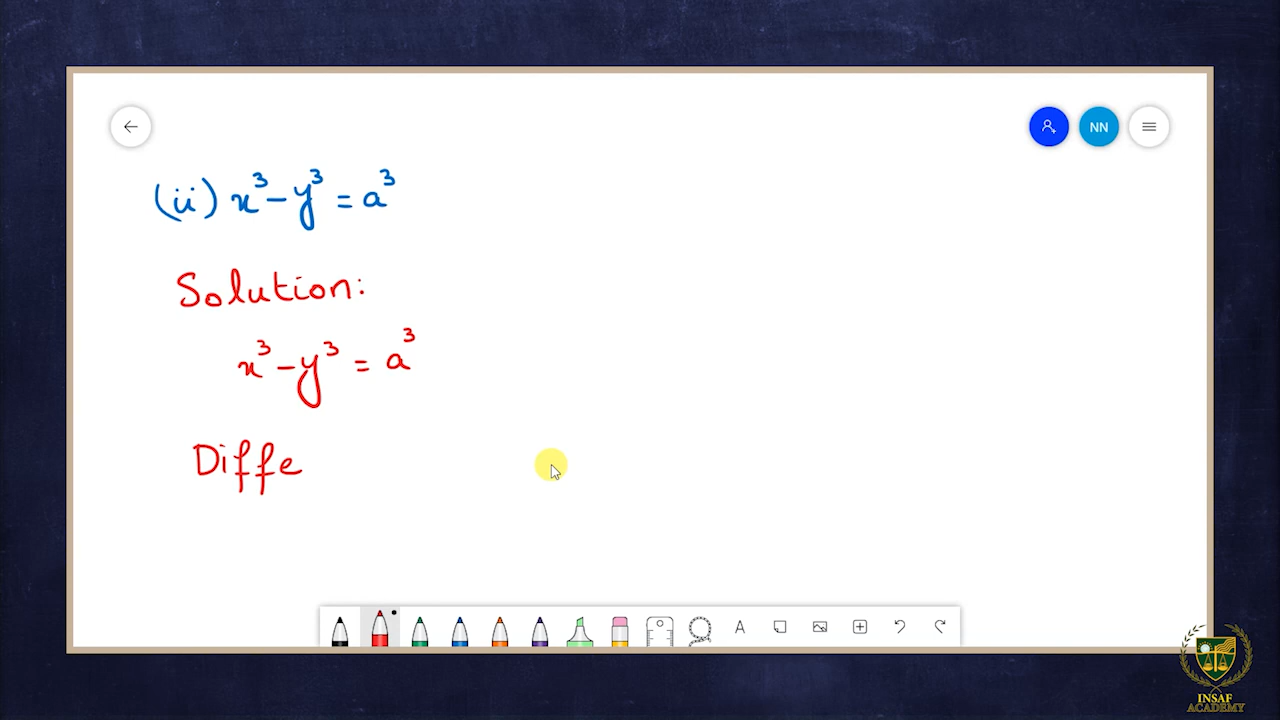 NN
(ii) x³ - y³ = a³
Solution:
x³ - y³ = a³
Diffe
A
INSAF
ACADEMY